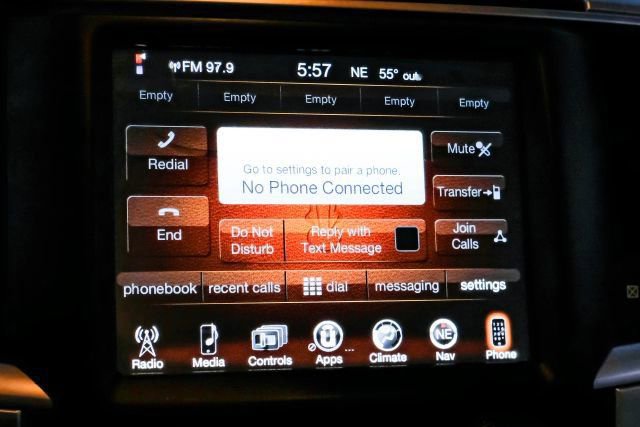 FM 97.9 5:57 NE 55° out
Empty Empty Empty Empty Empty
Redial
Go to settings to pair a phone.
No Phone Connected
Mute
Transfer
End
Do Not
Disturb
Reply with
Text Message
Join
Calls
phonebook recent calls dial messaging settings
Radio Media Controls Apps Climate Nav Phone
NE